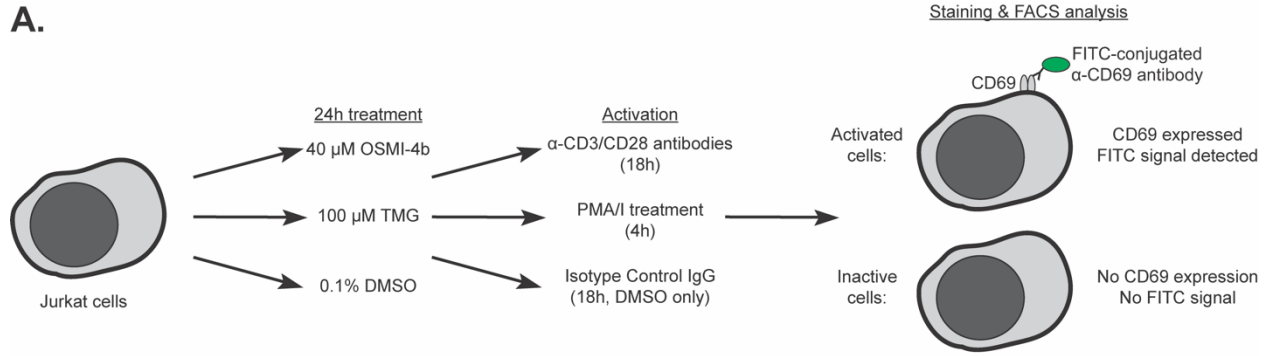 A.
Jurkat cells
24h treatment
40 µM OSMI-4b
100 µM TMG
0.1% DMSO
Activation
α-CD3/CD28 antibodies
(18h)
PMA/I treatment
(4h)
Isotype Control IgG
(18h, DMSO only)
Staining & FACS analysis
CD69
FITC-conjugated
α-CD69 antibody
Activated
cells:
CD69 expressed
FITC signal detected
Inactive
cells:
No CD69 expression
No FITC signal